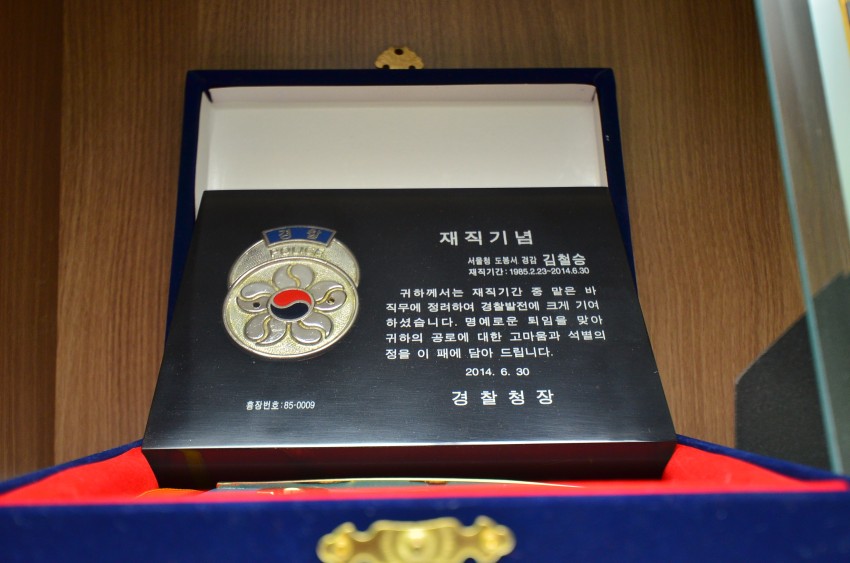 경찰
재직기념
서울청 도봉서 경감 김철승
재직기간 : 1985.2.23~2014.6.30
귀하께서는 재직기간 중 맡은 바
직무에 정려하여 경찰발전에 크게 기여
하셨습니다. 명예로운 퇴임을 맞아
귀하의 공로에 대한 고마움과 석별의
정을 이 패에 담아 드립니다.
2014. 6. 30
경찰청장
흉장번호 : 85-0009